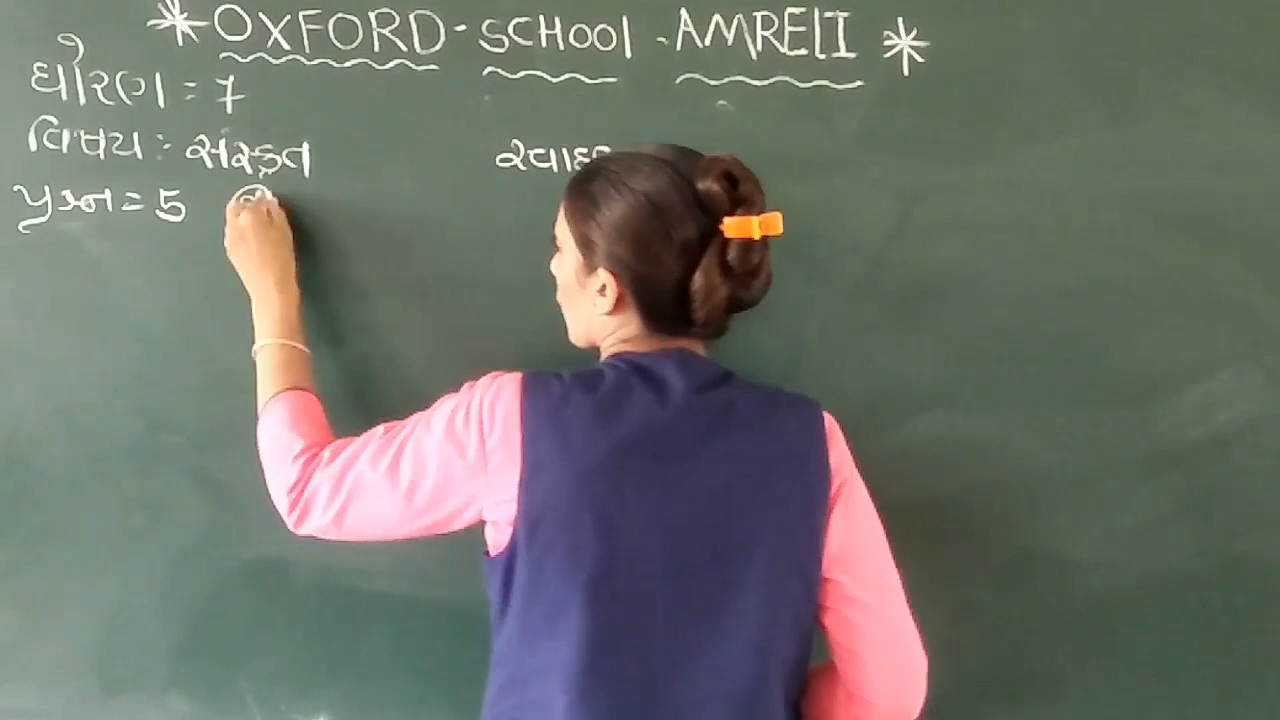 * OXFORD - SCHOOL - AMRELI *
ધોરણ = 7
વિષય : સંસ્કૃત
પ્રશ્ન = 5